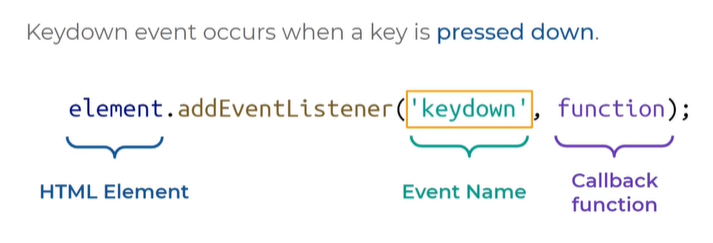 Keydown event occurs when a key is pressed down.
element.addEventListener('keydown', function);
HTML Element
Event Name
Callback
function